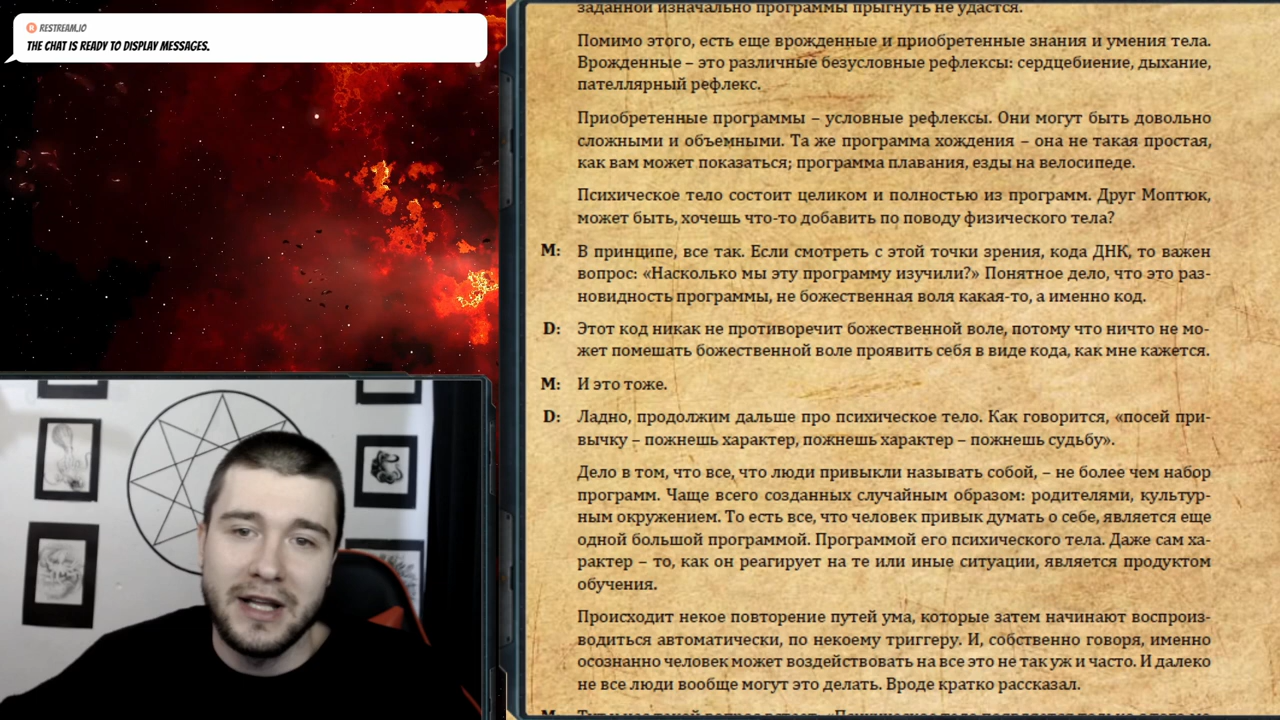 RESTREAM.IO
THE CHAT IS READY TO DISPLAY MESSAGES.
заданной изначально программы прыгнуть не удастся.
Помимо этого, есть еще врожденные и приобретенные знания и умения тела.
Врожденные – это различные безусловные рефлексы: сердцебиение, дыхание,
пателлярный рефлекс.
Приобретенные программы – условные рефлексы. Они могут быть довольно
сложными и объемными. Та же программа хождения – она не такая простая,
как вам может показаться; программа плавания, езды на велосипеде.
Психическое тело состоит целиком и полностью из программ. Друг Моптюк,
может быть, хочешь что-то добавить по поводу физического тела?
М: В принципе, все так. Если смотреть с этой точки зрения, кода ДНК, то важен
вопрос: «Насколько мы эту программу изучили?» Понятное дело, что это раз-
новидность программы, не божественная воля какая-то, а именно код.
D: Этот код никак не противоречит божественной воле, потому что ничто не мо-
жет помешать божественной воле проявить себя в виде кода, как мне кажется.
М: И это тоже.
D: Ладно, продолжим дальше про психическое тело. Как говорится, «посей при-
вычку – пожнешь характер, пожнешь характер – пожнешь судьбу».
Дело в том, что все, что люди привыкли называть собой, – не более чем набор
программ. Чаще всего созданных случайным образом: родителями, культур-
ным окружением. То есть все, что человек привык думать о себе, является еще
одной большой программой. Программой его психического тела. Даже сам ха-
рактер – то, как он реагирует на те или иные ситуации, является продуктом
обучения.
Происходит некое повторение путей ума, которые затем начинают воспроиз-
водиться автоматически, по некоему триггеру. И, собственно говоря, именно
осознанно человек может воздействовать на все это не так уж и часто. И далеко
не все люди вообще могут это делать. Вроде кратко рассказал.